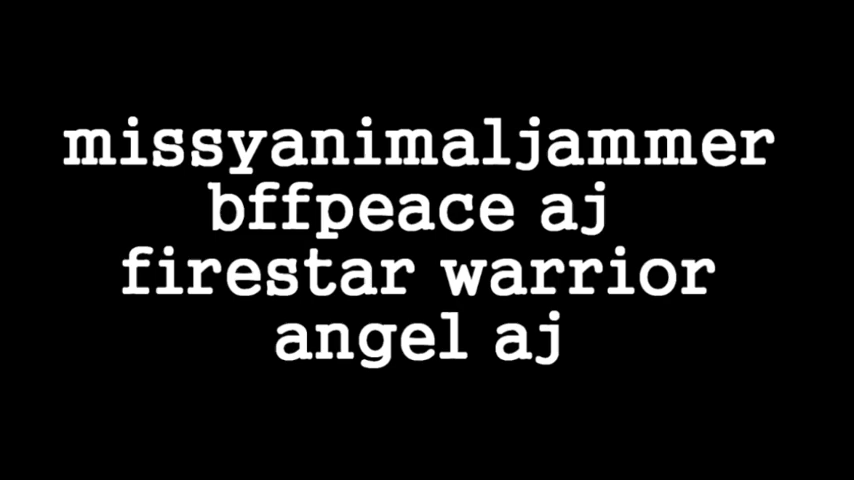 missyanimaljammer
bffpeace aj
firestar warrior
angel aj